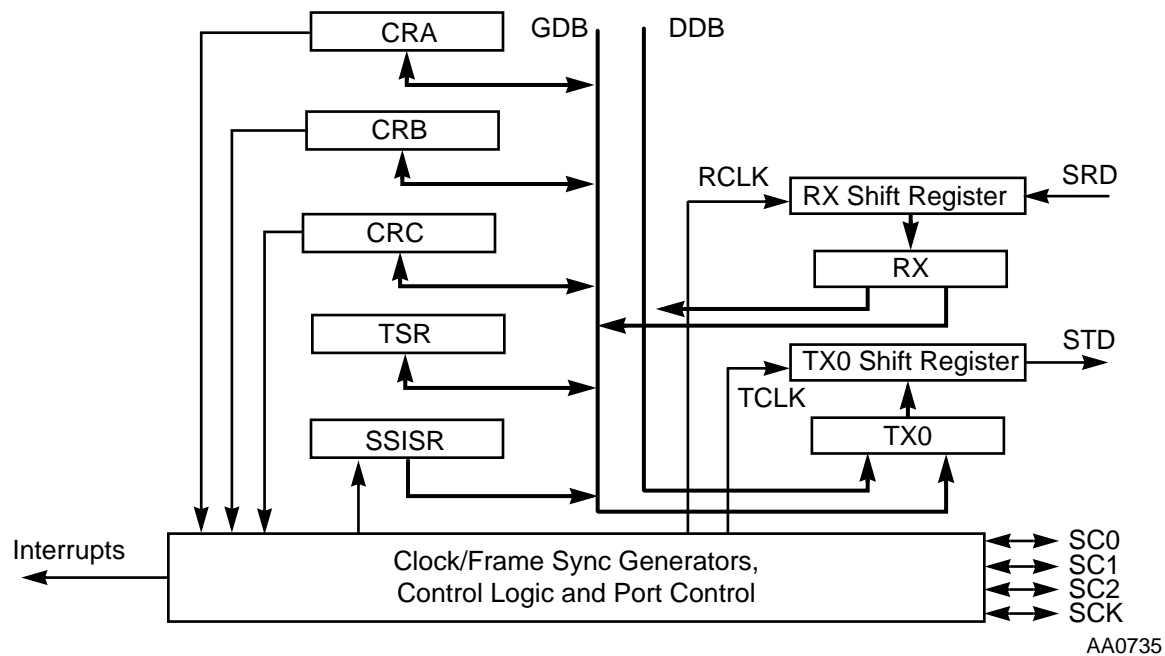 CRA
GDB
DDB
CRB
RCLK
RX Shift Register
SRD
CRC
RX
TSR
TX0 Shift Register
STD
TCLK
SSISR
TX0
Interrupts
Clock/Frame Sync Generators,
Control Logic and Port Control
SC0
SC1
SC2
SCK
AA0735